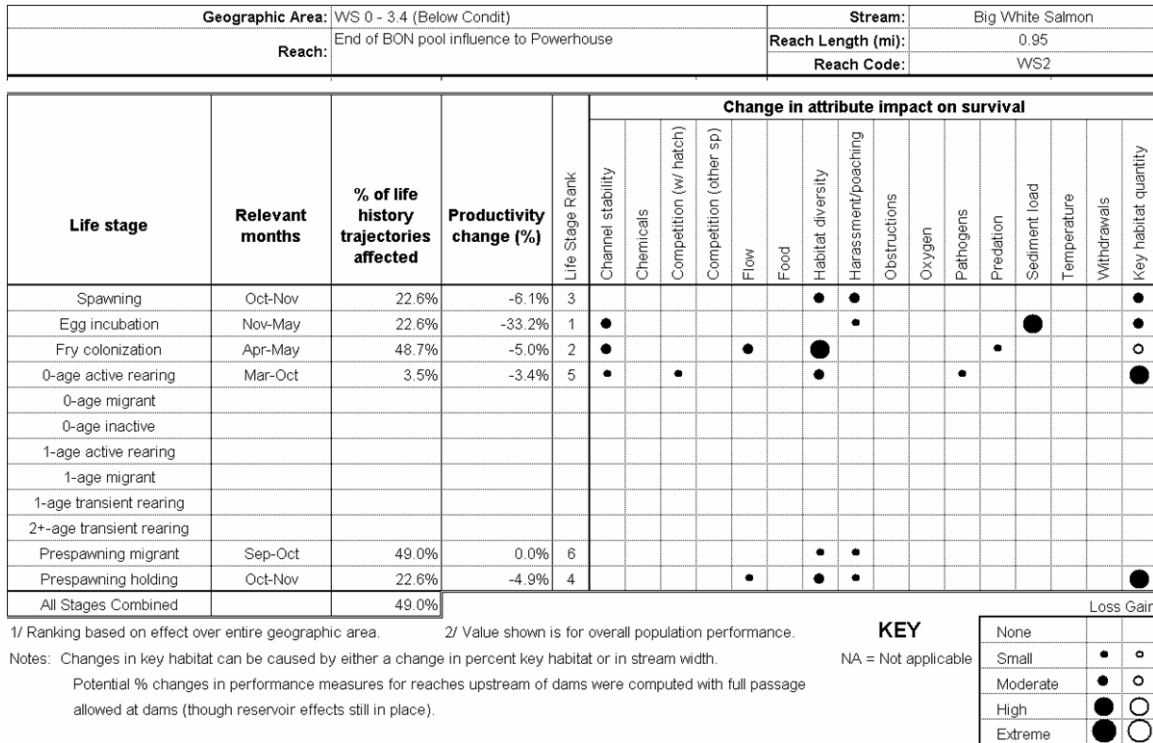 Geographic Area: WS 0 - 3.4 (Below Condit) Stream: Big White Salmon
Reach: End of BON pool influence to Powerhouse Reach Length (mi): 0.95
Reach Code: WS2
Change in attribute impact on survival
Life stage Relevant months % of life history trajectories affected Productivity change (%) Life Stage Rank Channel stability Chemicals Competition (w/ hatch) Competition (other sp) Flow Food Habitat diversity Harassment/poaching Obstructions Oxygen Pathogens Predation Sediment load Temperature Withdrawals Key habitat quantity
Spawning Oct-Nov 22.6% -6.1% 3
Egg incubation Nov-May 22.6% -33.2% 1
Fry colonization Apr-May 48.7% -5.0% 2
0-age active rearing Mar-Oct 3.5% -3.4% 5
0-age migrant
0-age inactive
1-age active rearing
1-age migrant
1-age transient rearing
2+-age transient rearing
Prespawning migrant Sep-Oct 49.0% 0.0% 6
Prespawning holding Oct-Nov 22.6% -4.9% 4
All Stages Combined 49.0%
Loss Gain
1/ Ranking based on effect over entire geographic area. 2/ Value shown is for overall population performance. KEY None
Notes: Changes in key habitat can be caused by either a change in percent key habitat or in stream width. NA = Not applicable Small
Potential % changes in performance measures for reaches upstream of dams were computed with full passage Moderate
allowed at dams (though reservoir effects still in place). High
Extreme